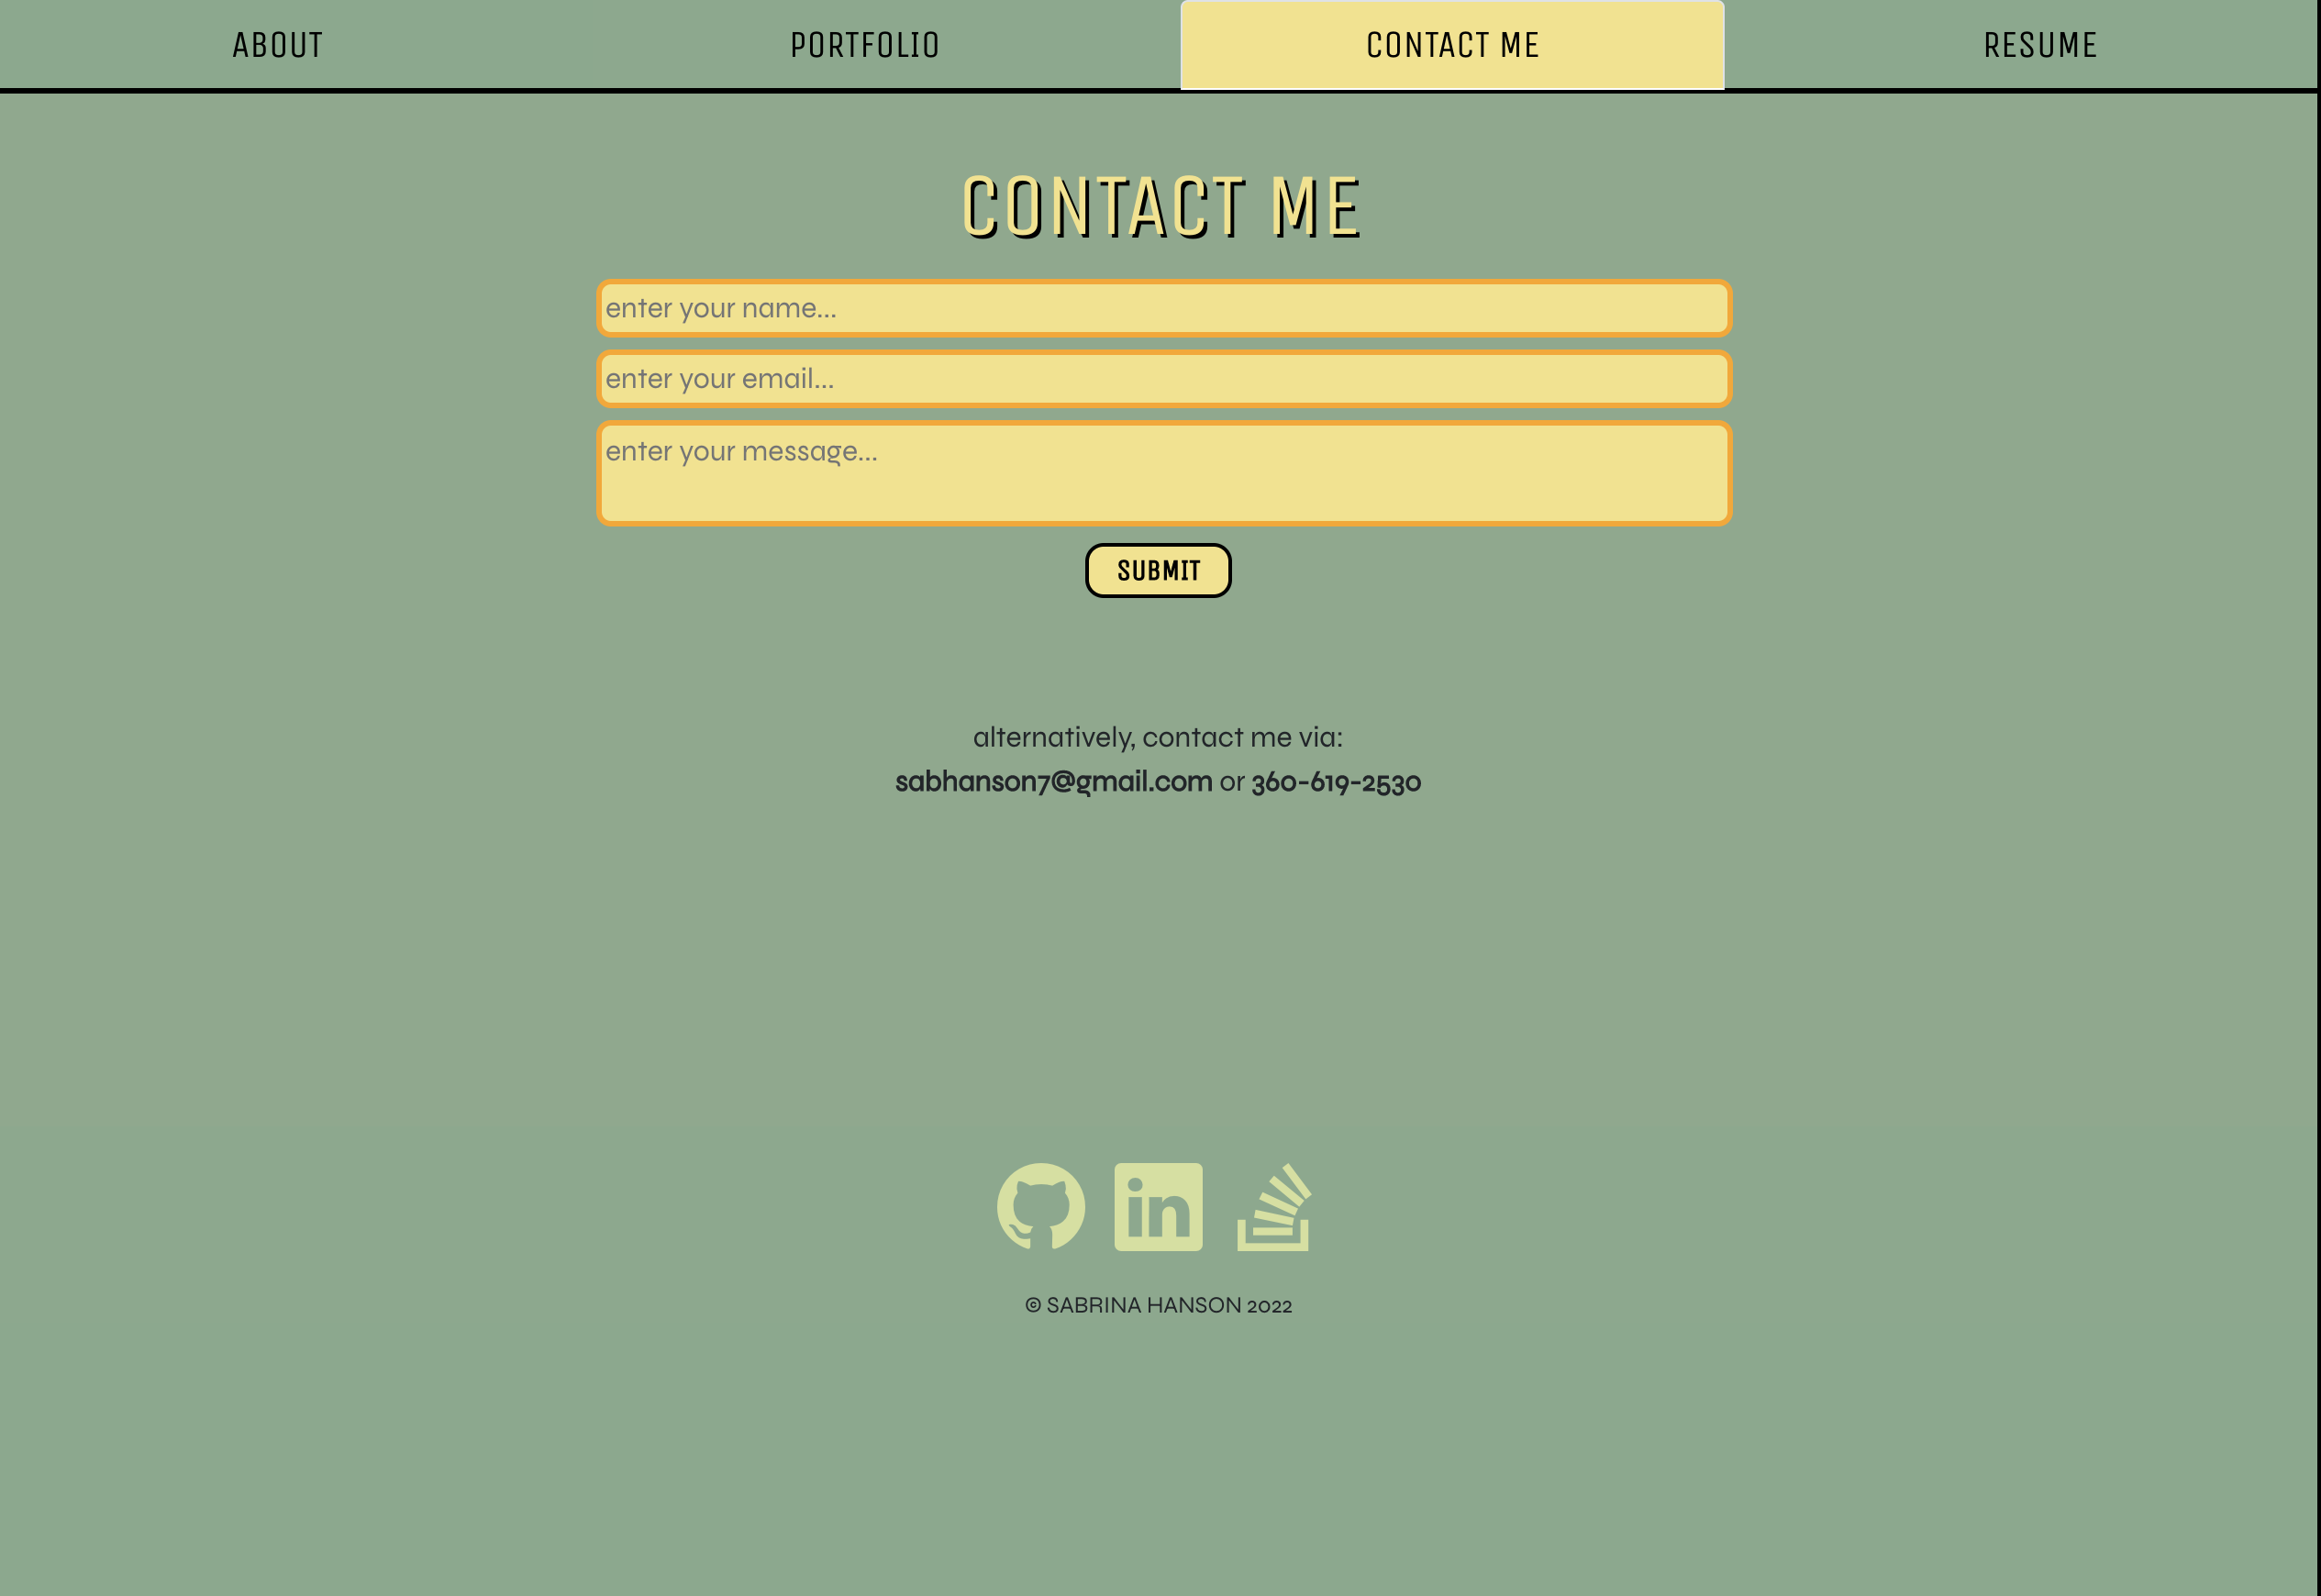 ABOUT PORTFOLIO CONTACT ME RESUME
CONTACT ME
enter your name...
enter your email...
enter your message...
SUBMIT
alternatively, contact me via:
sabhanson7@gmail.com or 360-619-2530
in
© SABRINA HANSON 2022